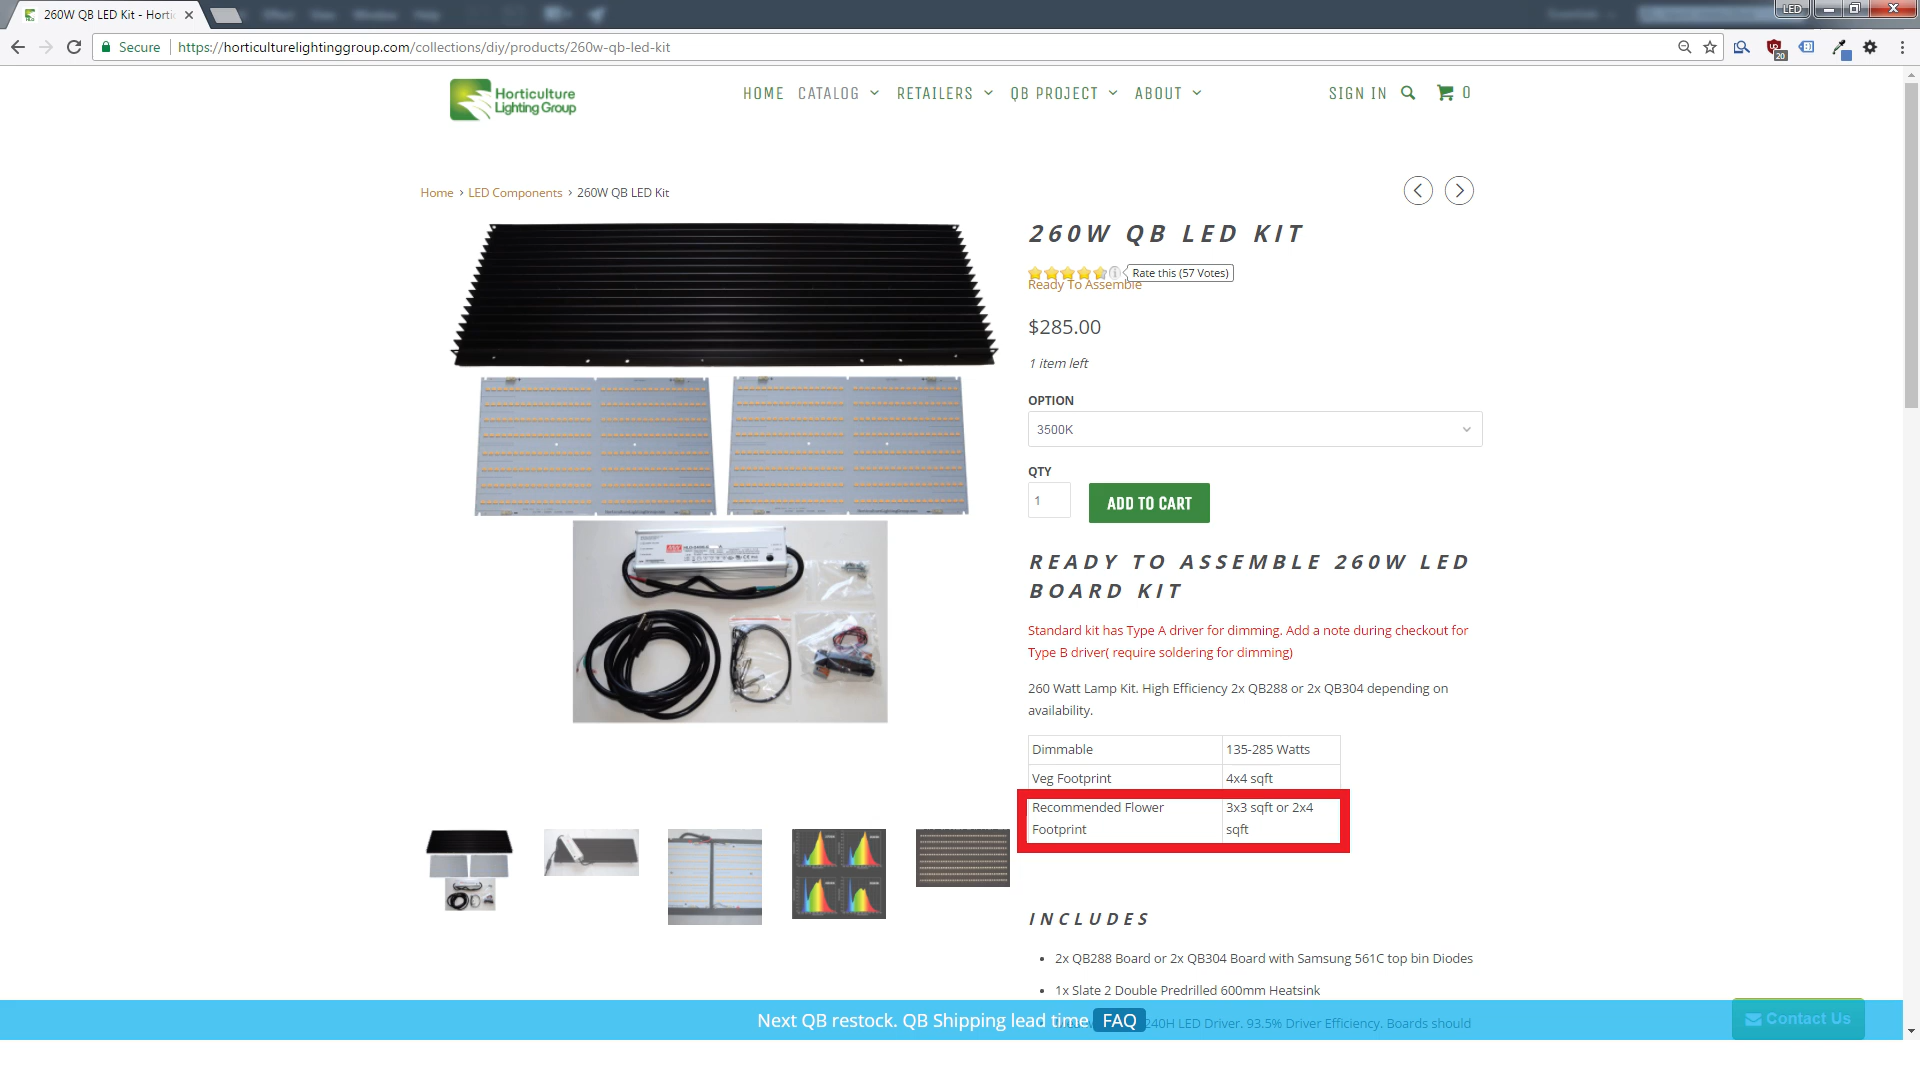 260W QB LED Kit - Hortic
LED
Secure
https://horticulturelightinggroup.com/collections/diy/products/260w-qb-led-kit
20
Horticulture
Lighting Group
HOME CATALOG RETAILERS QB PROJECT ABOUT
SIGN IN 0
Home › LED Components › 260W QB LED Kit
260W QB LED KIT
Rate this (57 Votes)
Ready To Assemble
$285.00
1 item left
OPTION
3500K
QTY
1
ADD TO CART
READY TO ASSEMBLE 260W LED
BOARD KIT
Standard kit has Type A driver for dimming. Add a note during checkout for
Type B driver( require soldering for dimming)
260 Watt Lamp Kit. High Efficiency 2x QB288 or 2x QB304 depending on
availability.
Dimmable 135-285 Watts
Veg Footprint 4x4 sqft
Recommended Flower 3x3 sqft or 2x4
Footprint sqft
INCLUDES
• 2x QB288 Board or 2x QB304 Board with Samsung 561C top bin Diodes
• 1x Slate 2 Double Predrilled 600mm Heatsink
240H LED Driver. 93.5% Driver Efficiency. Boards should
Next QB restock. QB Shipping lead time FAQ
Contact Us